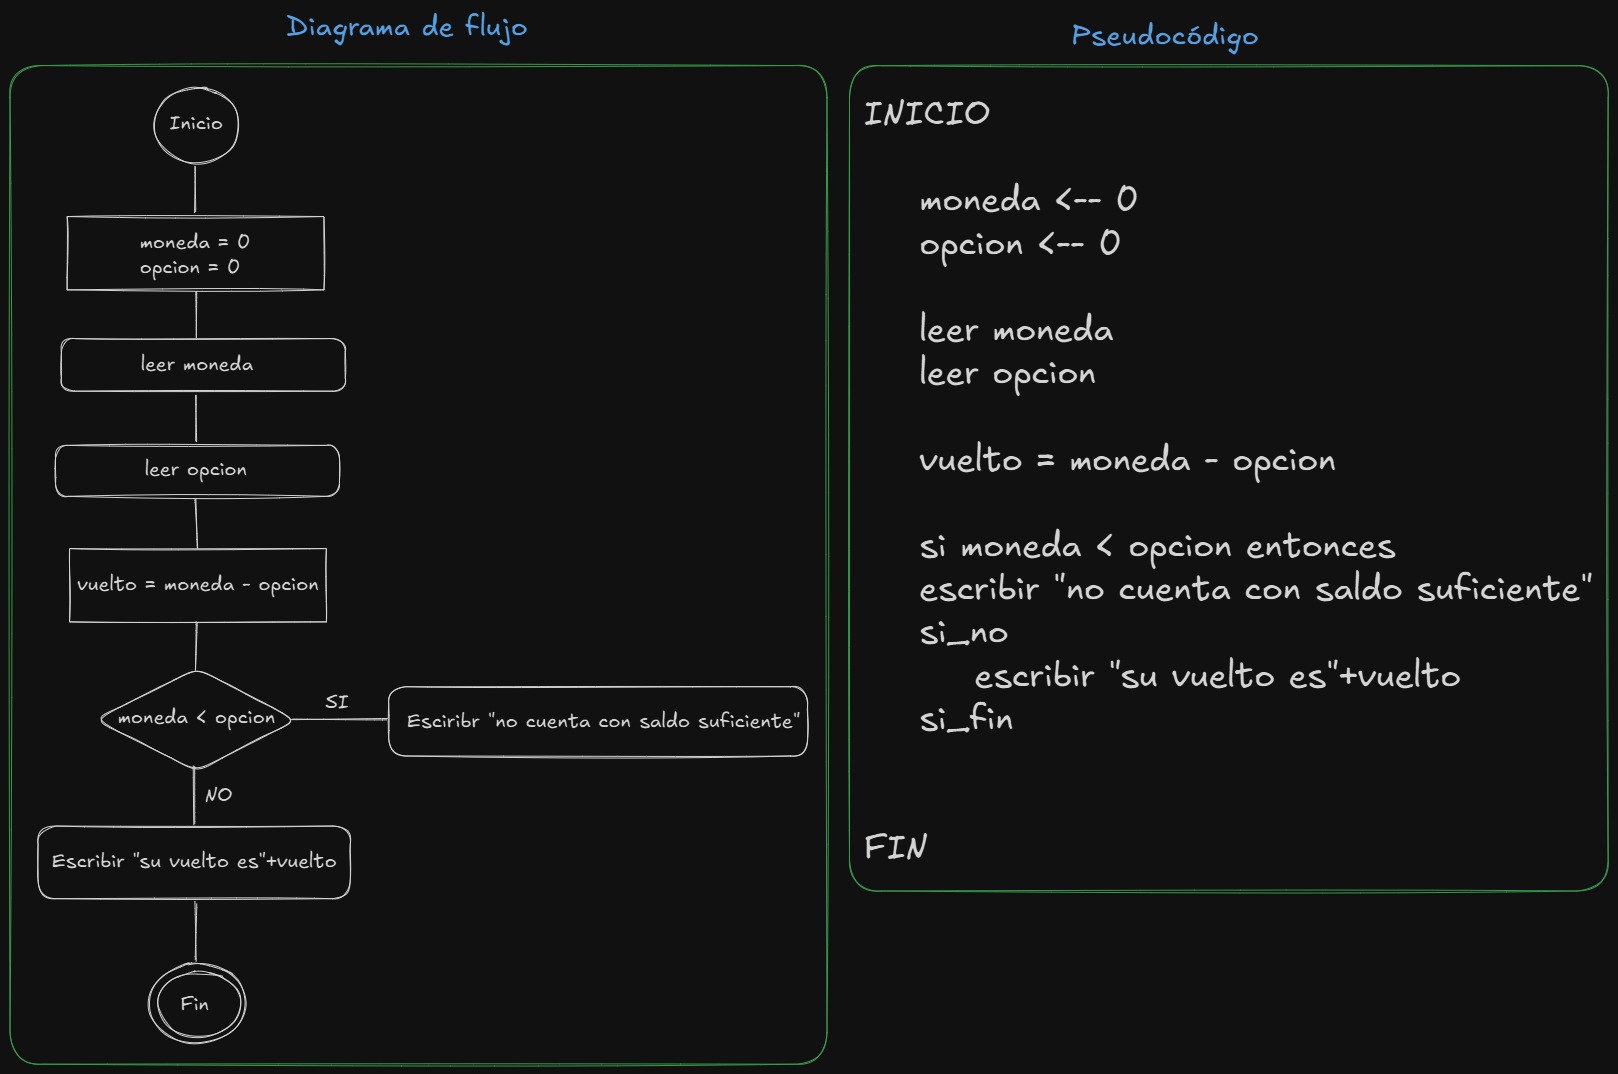 Diagrama de flujo
Inicio
moneda = 0
opcion = 0
leer moneda
leer opcion
vuelto = moneda - opcion
moneda < opcion
SI
Esciribr "no cuenta con saldo suficiente"
NO
Escribir "su vuelto es"+vuelto
Fin
Pseudocódigo
INICIO
moneda <-- 0
opcion <-- 0
leer moneda
leer opcion
vuelto = moneda - opcion
si moneda < opcion entonces
escribir "no cuenta con saldo suficiente"
si_no
escribir "su vuelto es"+vuelto
si_fin
FIN